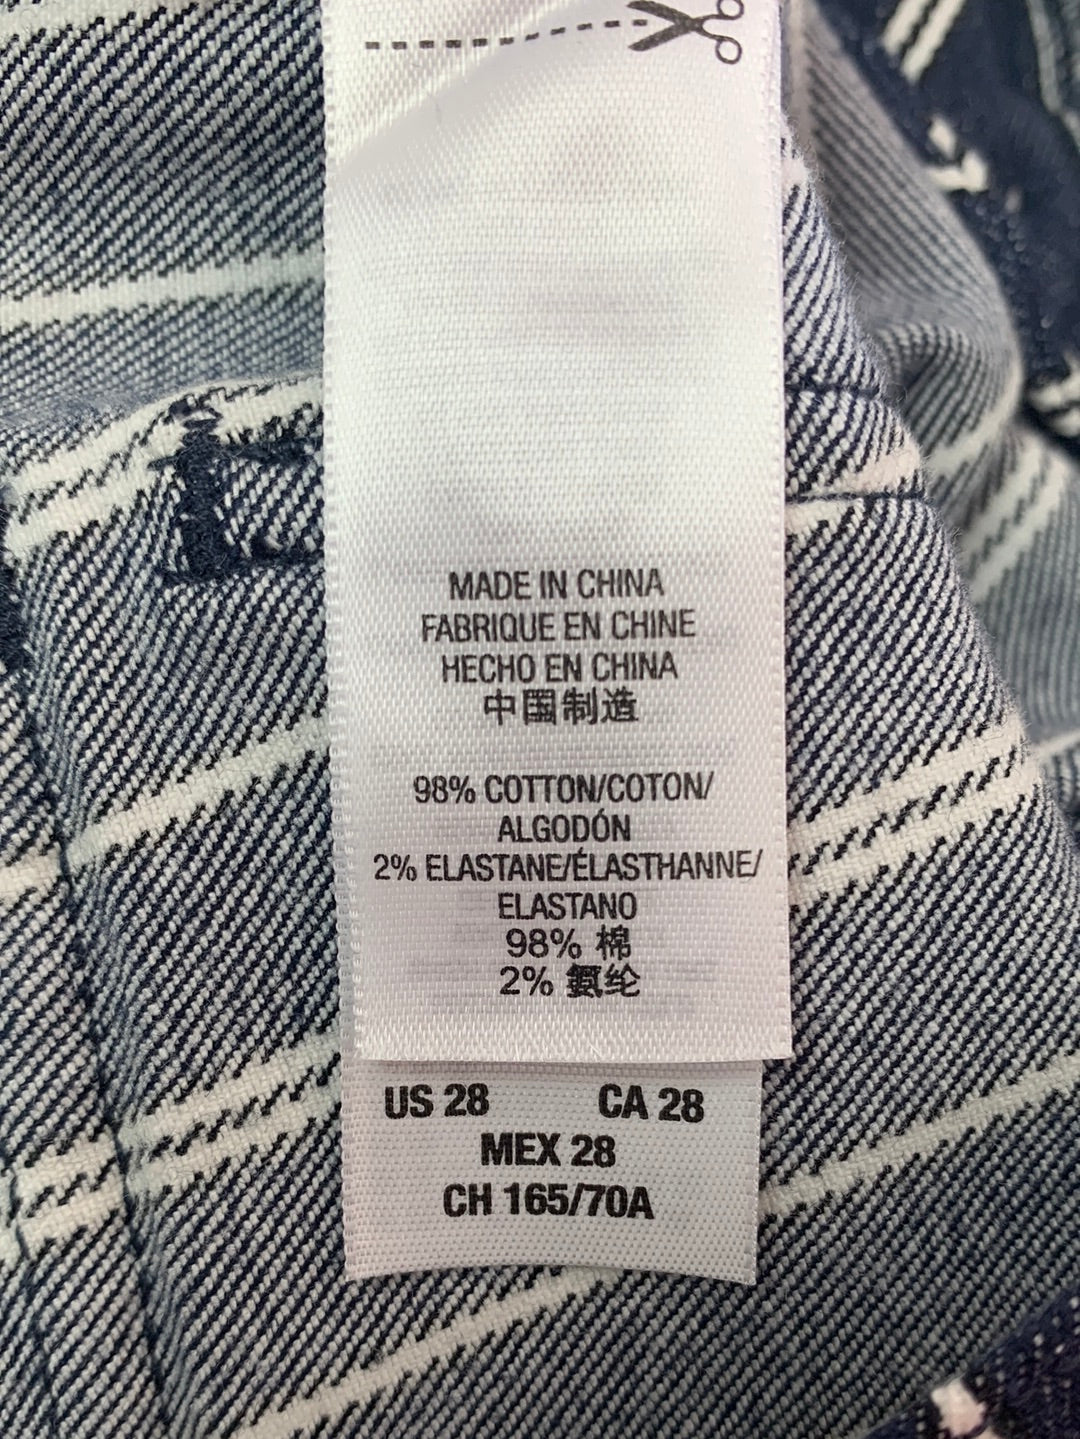 MADE IN CHINA
FABRIQUE EN CHINE
HECHO EN CHINA
中国制造
98% COTTON/COTON/
ALGODÓN
2% ELASTANE/ÉLASTHANNE/
ELASTANO
98% 棉
2% 氨纶
US 28 CA 28
MEX 28
CH 165/70A